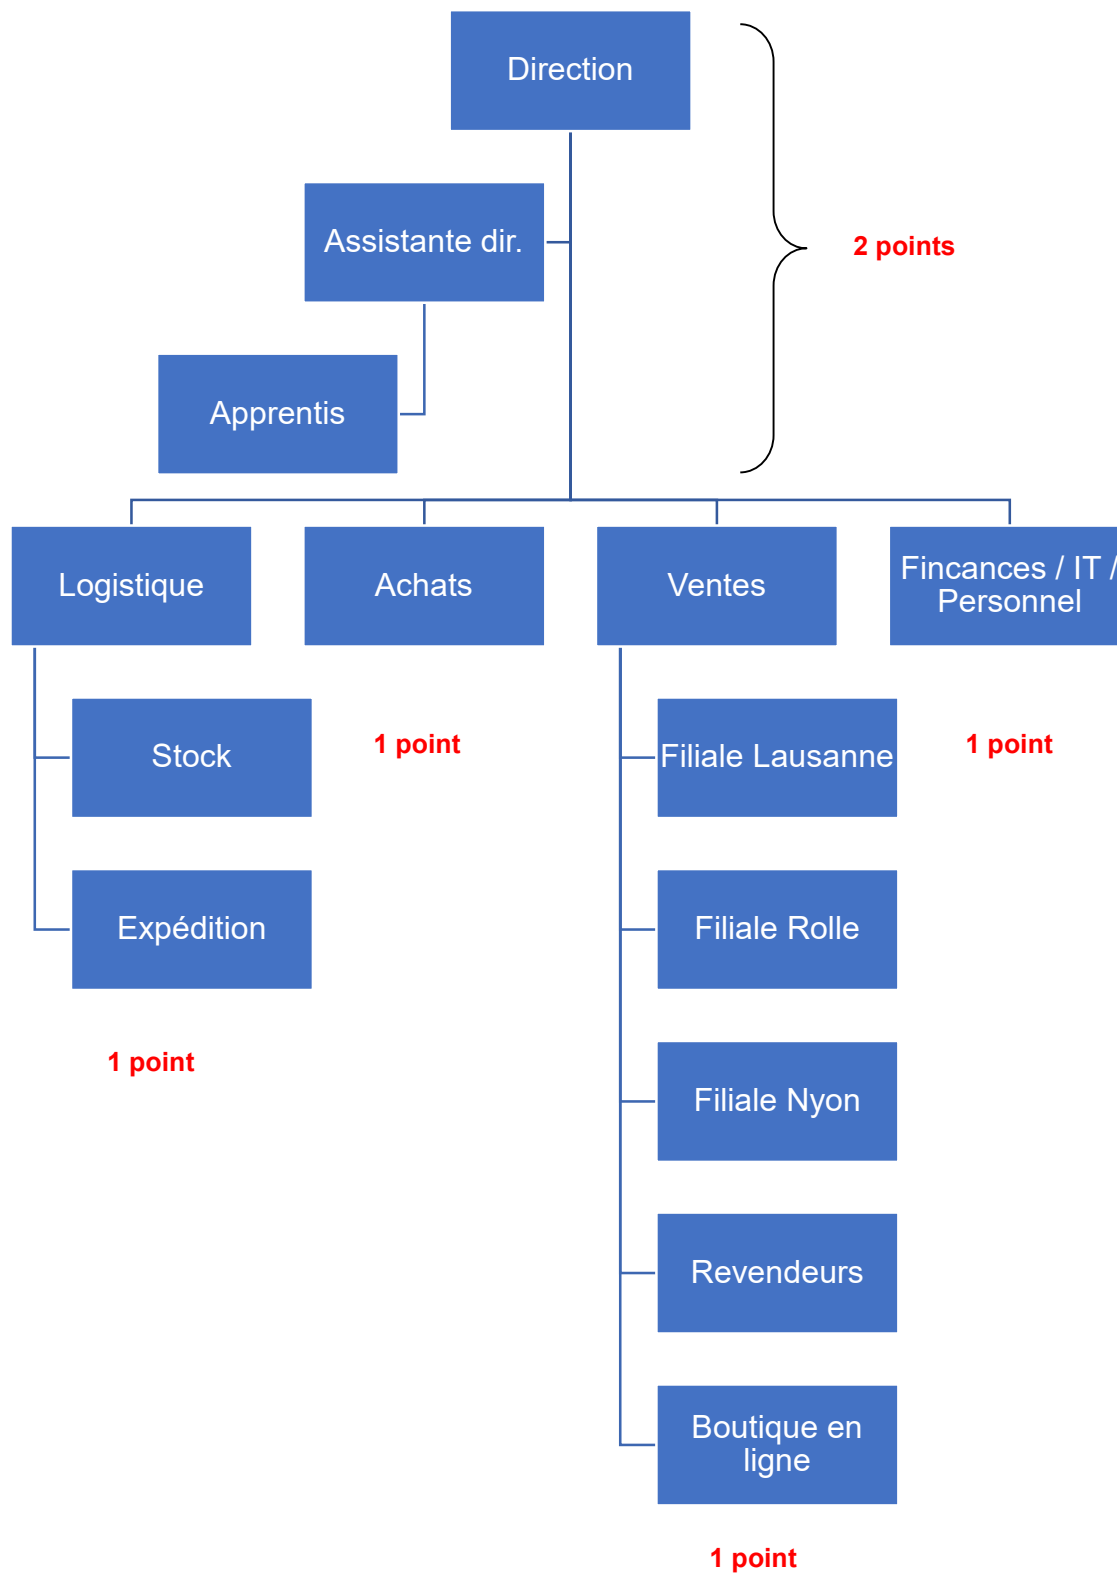 Direction
Assistante dir.
2 points
Apprentis
Logistique
Achats
Ventes
Fincances / IT /
Personnel
Stock
1 point
Filiale Lausanne
1 point
Expédition
Filiale Rolle
1 point
Filiale Nyon
Revendeurs
Boutique en
ligne
1 point